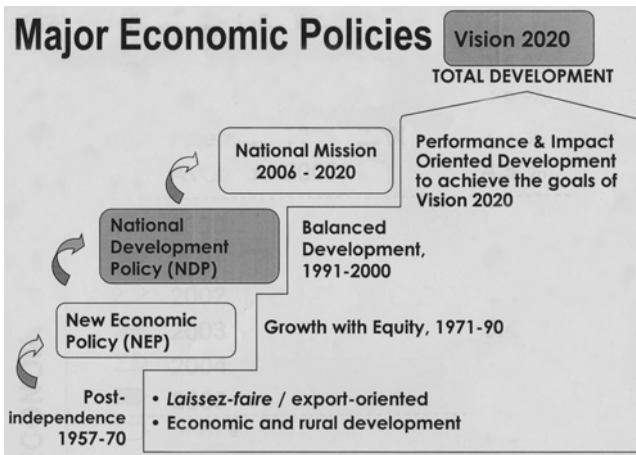 Major Economic Policies
Vision 2020
TOTAL DEVELOPMENT
National Mission
2006 - 2020
Performance & Impact
Oriented Development
to achieve the goals of
Vision 2020
National
Development
Policy (NDP)
Balanced
Development,
1991-2000
New Economic
Policy (NEP)
Growth with Equity, 1971-90
Post-
independence
1957-70
• Laissez-faire / export-oriented
• Economic and rural development
2002
2003